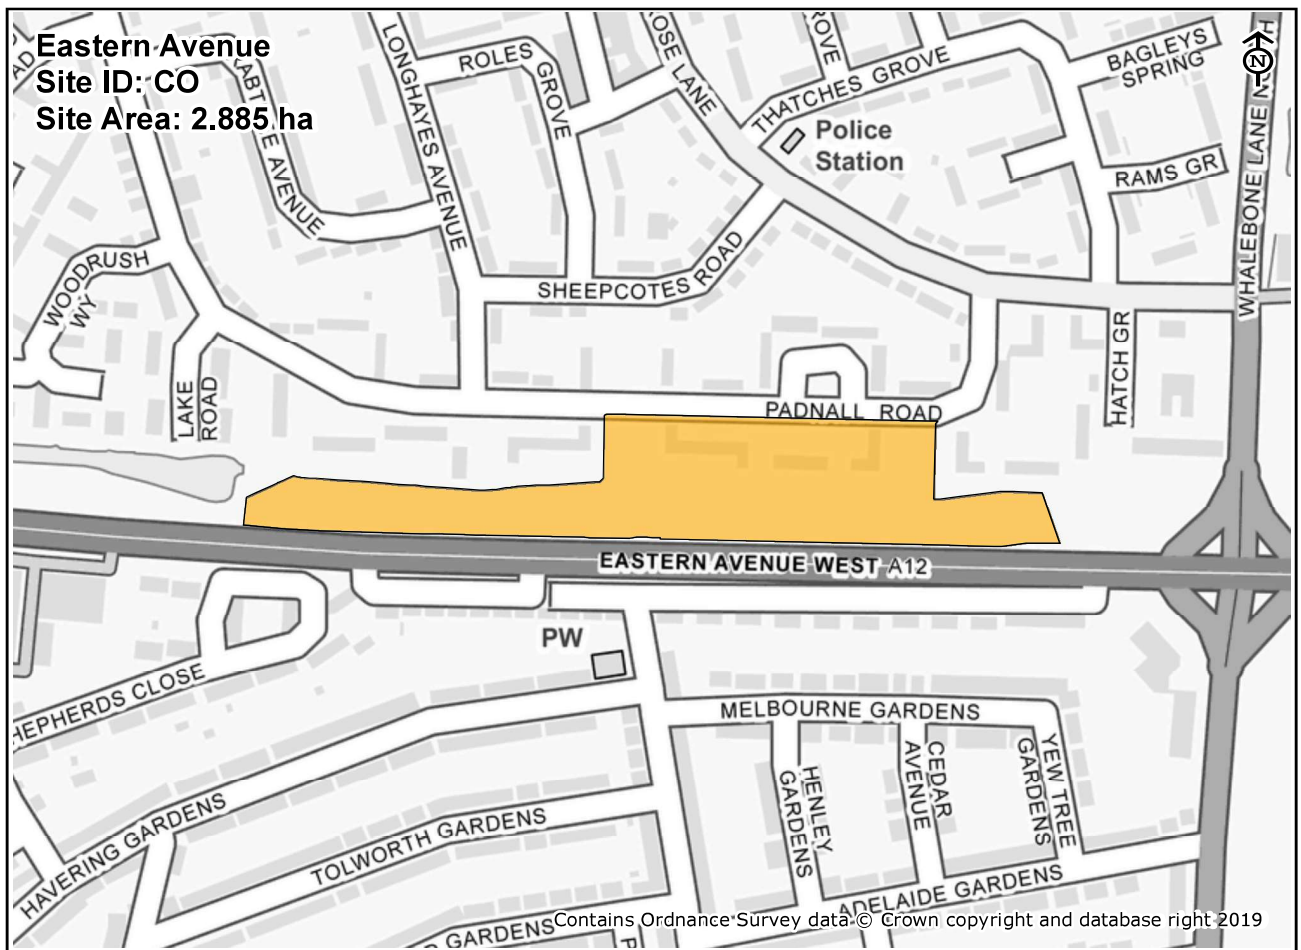 Eastern Avenue
Site ID: CO
Site Area: 2.885 ha
N
LONGHAYES AVENUE
ROLES GROVE
ROSE LANE
THATCHES GROVE
BAGLEYS
SPRING
Police
Station
RAMS GR
WHALEBONE LANE
AVENUE
WOODRUSH
WY
SHEEPCOTES ROAD
LAKE
ROAD
HATCH GR
PADNALL ROAD
EASTERN AVENUE WEST A12
PW
HEPHERDS CLOSE
MELBOURNE GARDENS
HENLEY
GARDENS
CEDAR
AVENUE
YEW TREE
GARDENS
HAVERING GARDENS
TOLWORTH GARDENS
ADELAIDE GARDENS
GARDENS
Contains Ordnance Survey data © Crown copyright and database right 2019